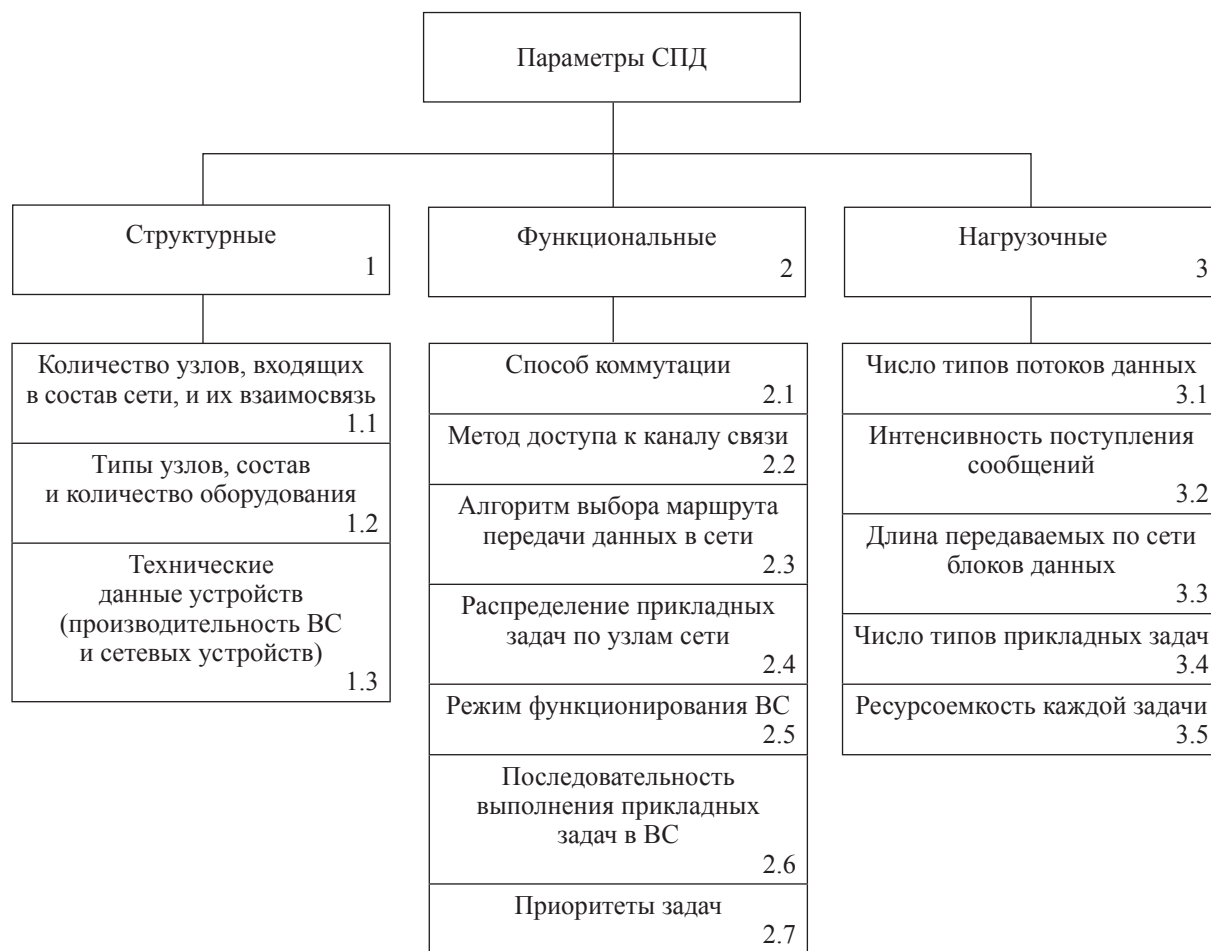 Параметры СПД
Структурные
1
Количество узлов, входящих
в состав сети, и их взаимосвязь
1.1
Типы узлов, состав
и количество оборудования
1.2
Технические
данные устройств
(производительность ВС
и сетевых устройств)
1.3
Функциональные
2
Способ коммутации
2.1
Метод доступа к каналу связи
2.2
Алгоритм выбора маршрута
передачи данных в сети
2.3
Распределение прикладных
задач по узлам сети
2.4
Режим функционирования ВС
2.5
Последовательность
выполнения прикладных
задач в ВС
2.6
Приоритеты задач
2.7
Нагрузочные
3
Число типов потоков данных
3.1
Интенсивность поступления
сообщений
3.2
Длина передаваемых по сети
блоков данных
3.3
Число типов прикладных задач
3.4
Ресурсоемкость каждой задачи
3.5